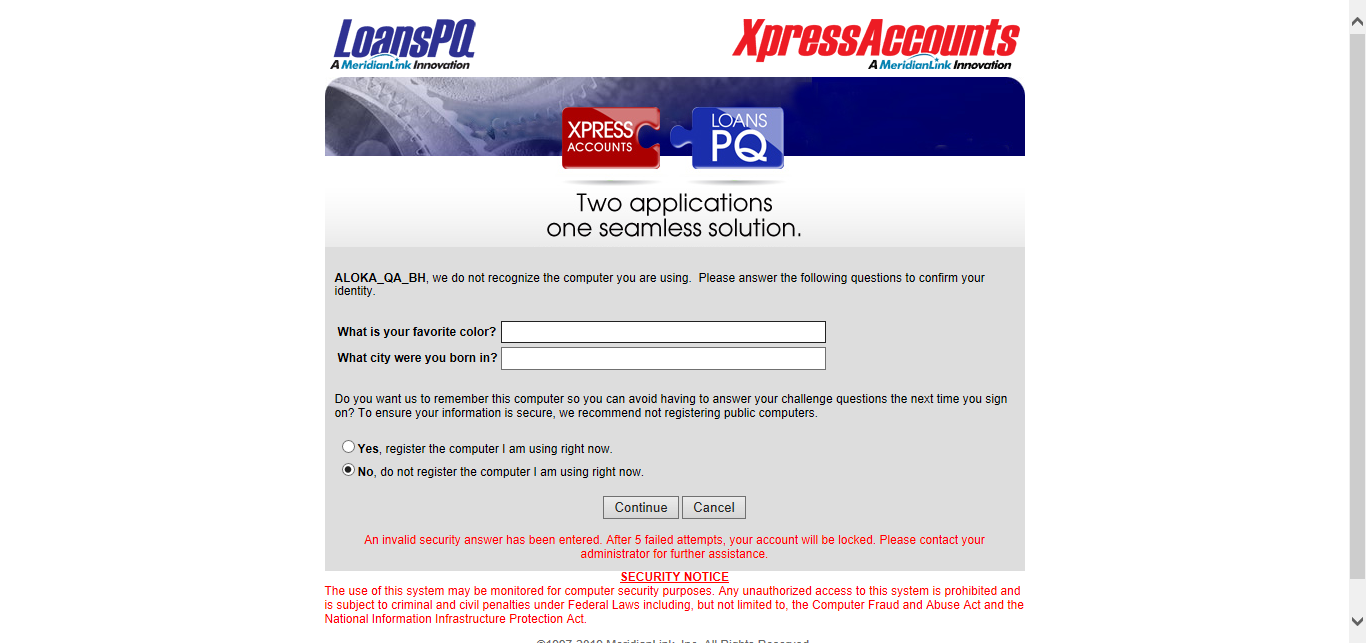 LoansPQ
A MeridianLink Innovation
XpressAccounts
A MeridianLink Innovation
XPRESS
ACCOUNTS
LOANS
PQ
Two applications
one seamless solution.
ALOKA_QA_BH, we do not recognize the computer you are using.  Please answer the following questions to confirm your
identity.
What is your favorite color?
What city were you born in?
Do you want us to remember this computer so you can avoid having to answer your challenge questions the next time you sign
on? To ensure your information is secure, we recommend not registering public computers.
Yes, register the computer I am using right now.
No, do not register the computer I am using right now.
Continue Cancel
An invalid security answer has been entered. After 5 failed attempts, your account will be locked. Please contact your
administrator for further assistance.
SECURITY NOTICE
The use of this system may be monitored for computer security purposes. Any unauthorized access to this system is prohibited and
is subject to criminal and civil penalties under Federal Laws including, but not limited to, the Computer Fraud and Abuse Act and the
National Information Infrastructure Protection Act.
MeridianLink, Inc. All Rights Reserved